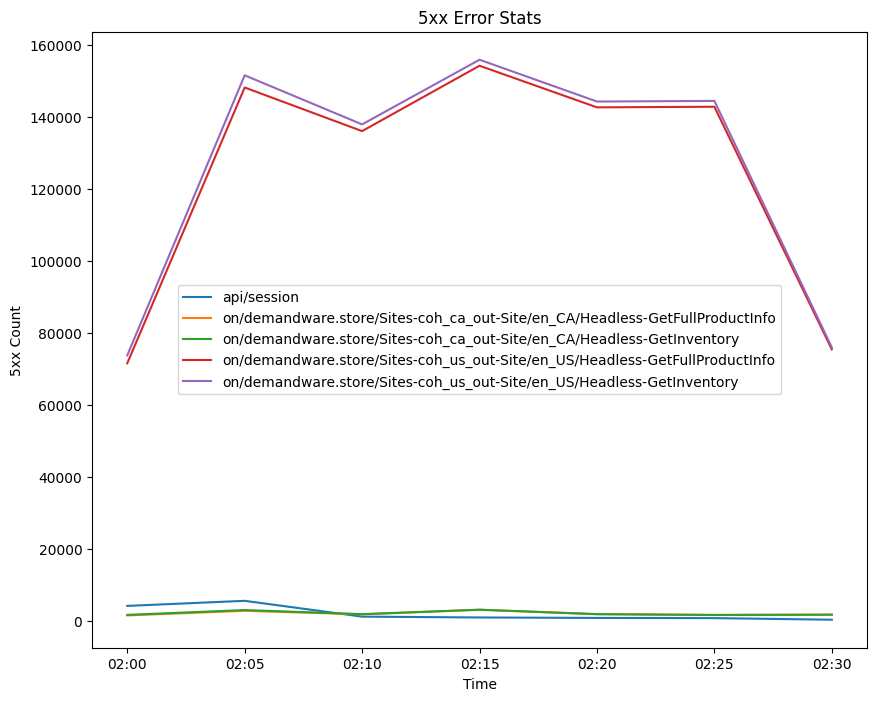 5xx Error Stats
160000
140000
120000
100000
80000
60000
40000
20000
0
5xx Count
api/session
on/demandware.store/Sites-coh_ca_out-Site/en_CA/Headless-GetFullProductInfo
on/demandware.store/Sites-coh_ca_out-Site/en_CA/Headless-GetInventory
on/demandware.store/Sites-coh_us_out-Site/en_US/Headless-GetFullProductInfo
on/demandware.store/Sites-coh_us_out-Site/en_US/Headless-GetInventory
02:00 02:05 02:10 02:15 02:20 02:25 02:30
Time